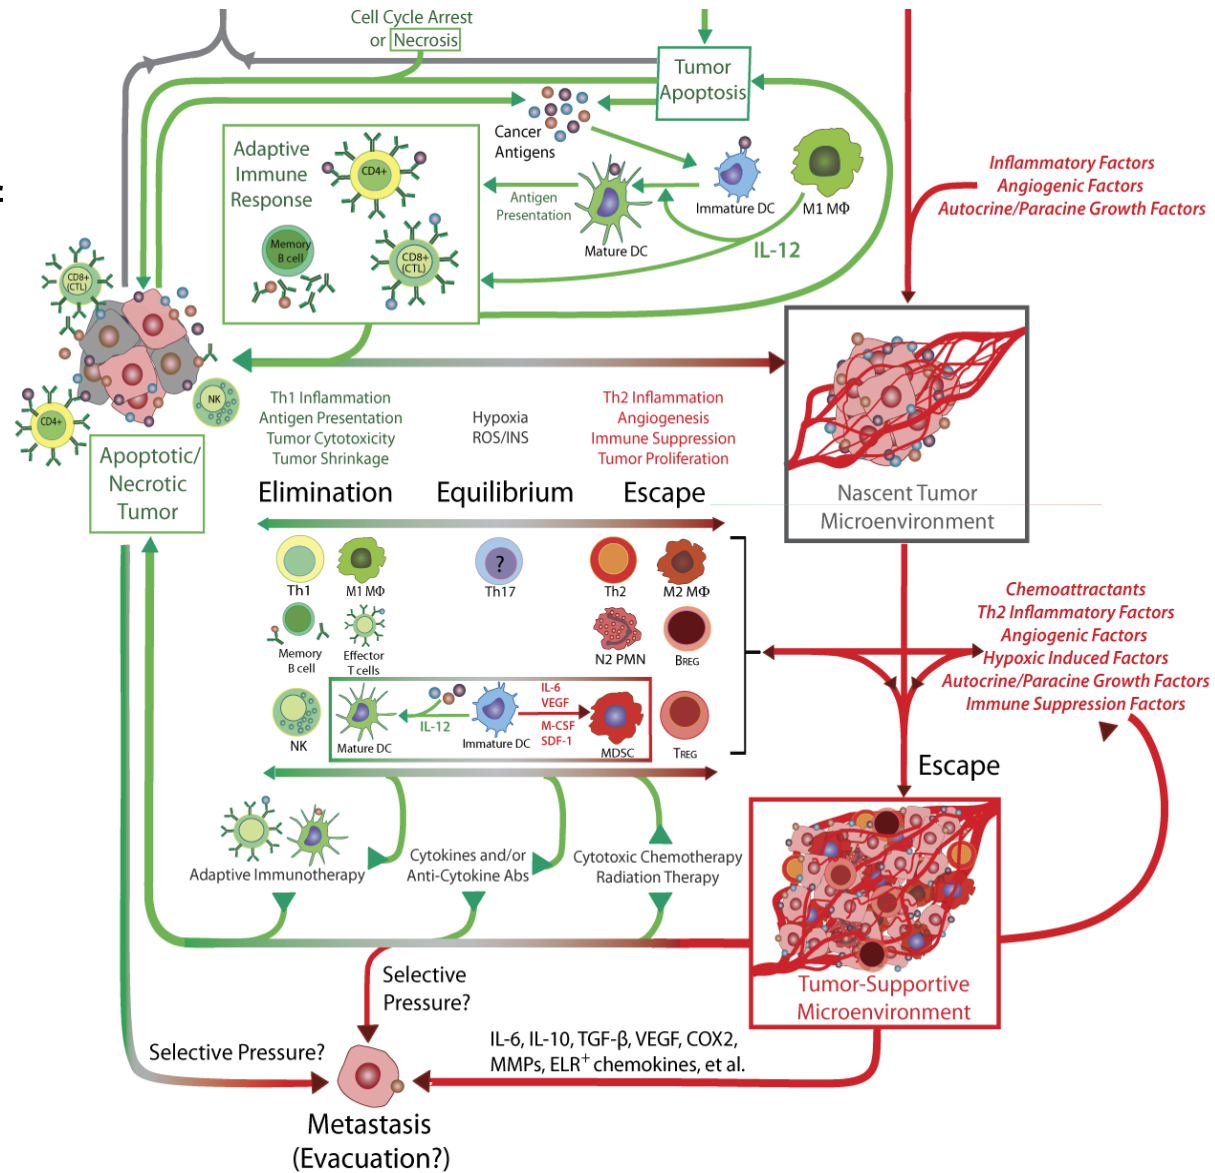 Cell Cycle Arrest
or Necrosis
Tumor
Apoptosis
Cancer
Antigens
Adaptive
Immune
Response
CD4+
Memory
B cell
CD8+
(CTL)
Antigen
Presentation
Mature DC
Immature DC
M1 MΦ
IL-12
Inflammatory Factors
Angiogenic Factors
Autocrine/Paracine Growth Factors
CD8+
(CTL)
CD4+
NK
Apoptotic/
Necrotic
Tumor
Th1 Inflammation
Antigen Presentation
Tumor Cytotoxicity
Tumor Shrinkage
Hypoxia
ROS/INS
Th2 Inflammation
Angiogenesis
Immune Suppression
Tumor Proliferation
Nascent Tumor
Microenvironment
Elimination
Equilibrium
Escape
Th1
M1 MΦ
?
Th17
Th2
M2 MΦ
Memory
B cell
Effector
T cells
N2 PMN
BREG
NK
Mature DC
IL-12
Immature DC
IL-6
VEGF
M-CSF
SDF-1
MDSC
TREG
Chemoattractants
Th2 Inflammatory Factors
Angiogenic Factors
Hypoxic Induced Factors
Autocrine/Paracine Growth Factors
Immune Suppression Factors
Escape
Adaptive Immunotherapy
Cytokines and/or
Anti-Cytokine Abs
Cytotoxic Chemotherapy
Radiation Therapy
Tumor-Supportive
Microenvironment
Selective
Pressure?
Selective Pressure?
IL-6, IL-10, TGF-β, VEGF, COX2,
MMPs, ELR+ chemokines, et al.
Metastasis
(Evacuation?)